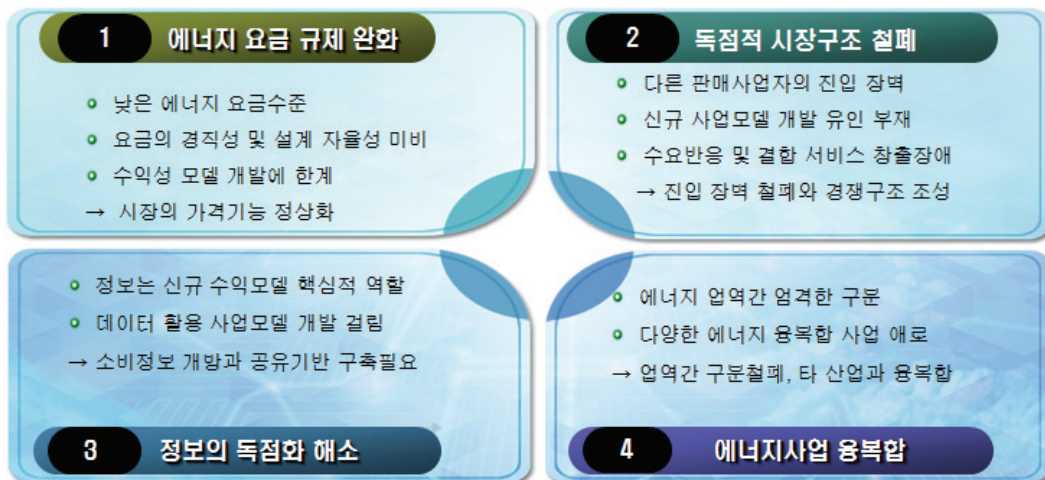 1 에너지 요금 규제 완화
낮은 에너지 요금수준
요금의 경직성 및 설계 자율성 미비
수익성 모델 개발에 한계
→ 시장의 가격기능 정상화
2 독점적 시장구조 철폐
다른 판매사업자의 진입 장벽
신규 사업모델 개발 유인 부재
수요반응 및 결합 서비스 창출장애
→ 진입 장벽 철폐와 경쟁구조 조성
정보는 신규 수익모델 핵심적 역할
데이터 활용 사업모델 개발 걸림
→ 소비정보 개방과 공유기반 구축필요
3 정보의 독점화 해소
에너지 업역간 엄격한 구분
다양한 에너지 융복합 사업 애로
→ 업역간 구분철폐, 타 산업과 융복합
4 에너지사업 융복합